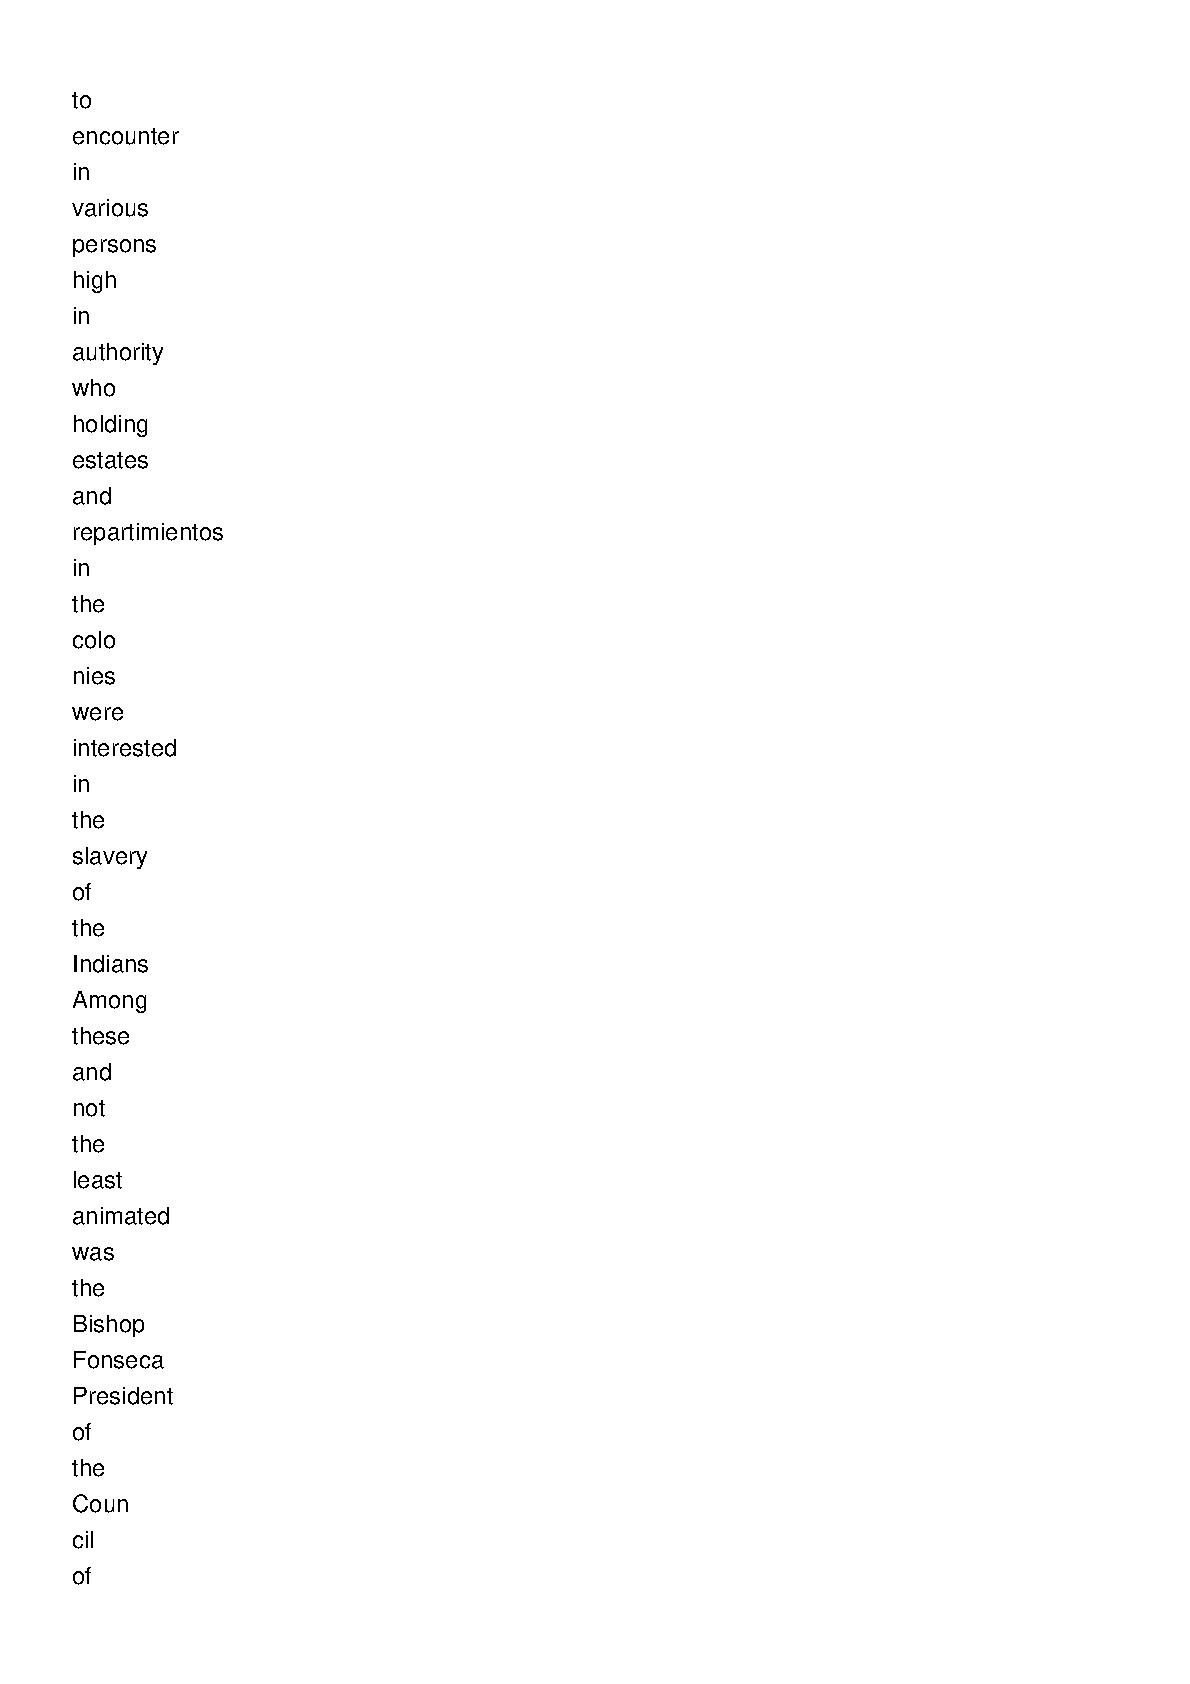 to
encounter
in
various
persons
high
in
authority
who
holding
estates
and
repartimientos
in
the
colo
nies
were
interested
in
the
slavery
of
the
Indians
Among
these
and
not
the
least
animated
was
the
Bishop
Fonseca
President
of
the
Coun
cil
of